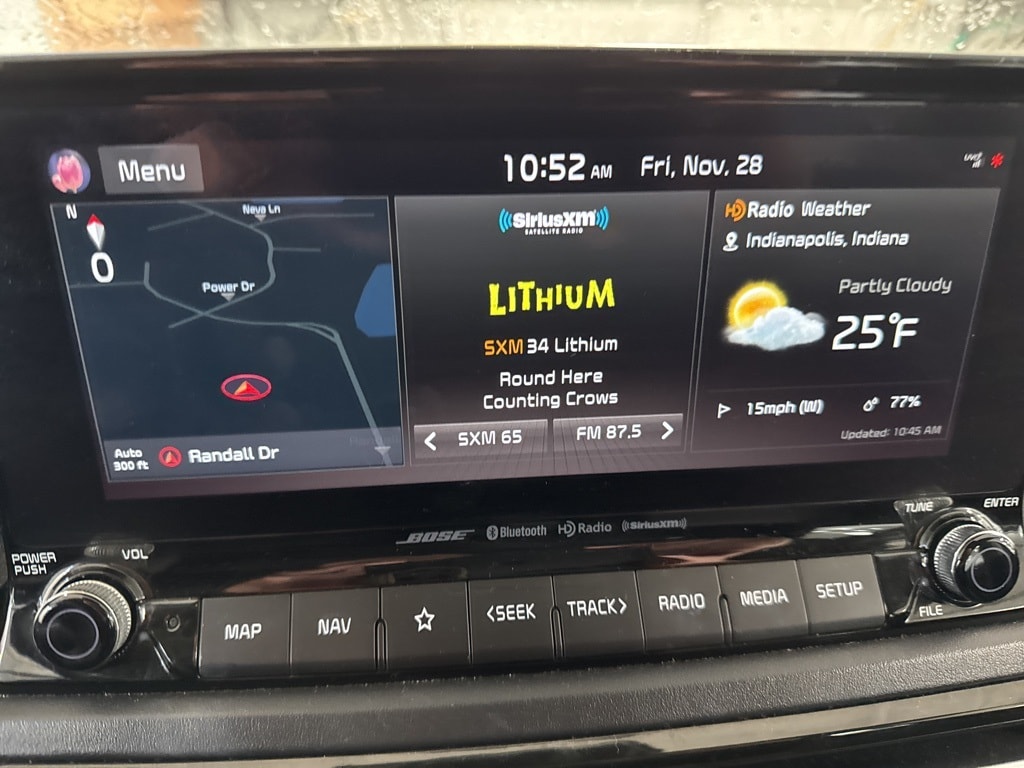 Menu
10:52 AM
Fri, Nov. 28
N
0
Neva Ln
Power Dr
Auto
300 ft
Randall Dr
((SiriusXM))
SATELLITE RADIO
LITHIUM
SXM 34 Lithium
Round Here
Counting Crows
< SXM 65
FM 87.5 >
HD Radio Weather
Indianapolis, Indiana
Partly Cloudy
25°F
15mph (W)
77%
Updated: 10:45 AM
BOSE
Bluetooth
HD Radio
((SiriusXM))
POWER
PUSH
VOL
TUNE
ENTER
FILE
MAP
NAV
<SEEK
TRACK>
RADIO
MEDIA
SETUP